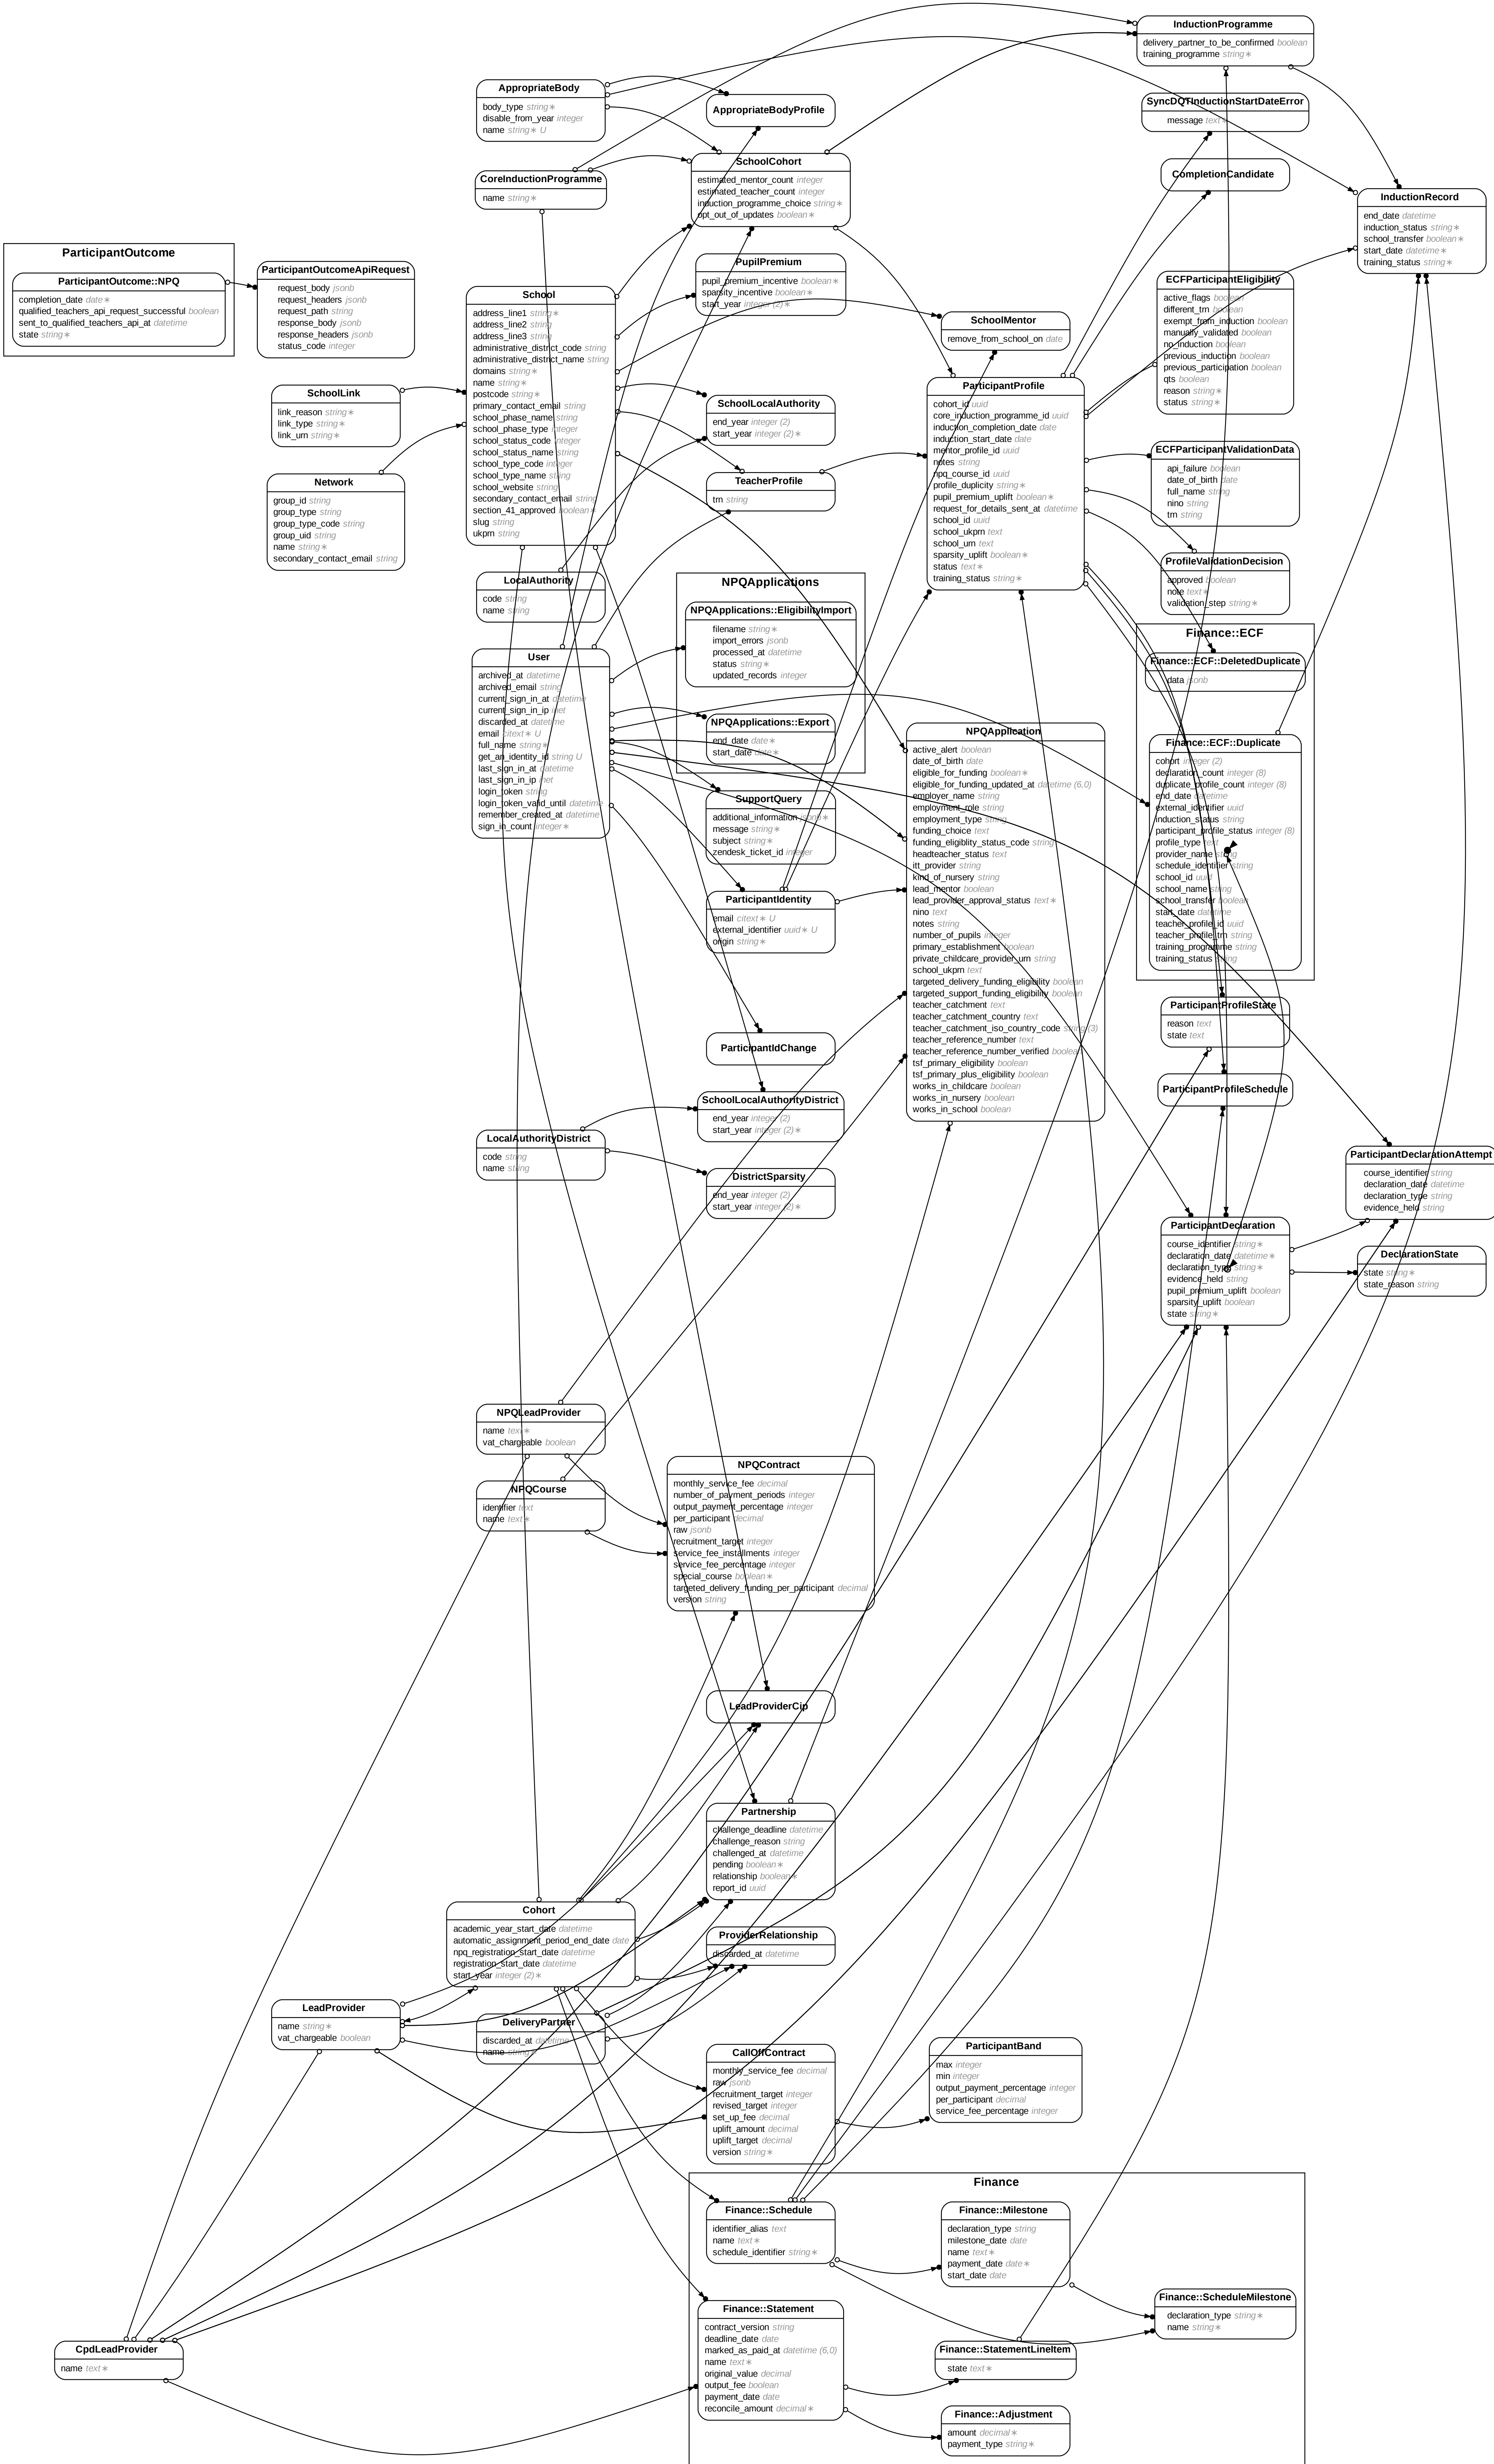 InductionProgramme
delivery_partner_to_be_confirmed boolean
training_programme string∗
AppropriateBody
body_type string∗
disable_from_year integer
name string∗ U
AppropriateBodyProfile
SyncDQTInductionStartDateError
message text∗
SchoolCohort
estimated_mentor_count integer
estimated_teacher_count integer
induction_programme_choice string∗
opt_out_of_updates boolean∗
CoreInductionProgramme
name string∗
CompletionCandidate
InductionRecord
end_date datetime
induction_status string∗
school_transfer boolean∗
start_date datetime∗
training_status string∗
ParticipantOutcome
ParticipantOutcome::NPQ
completion_date date∗
qualified_teachers_api_request_successful boolean
sent_to_qualified_teachers_api_at datetime
state string∗
ParticipantOutcomeApiRequest
request_body jsonb
request_headers jsonb
request_path string
response_body jsonb
response_headers jsonb
status_code integer
PupilPremium
pupil_premium_incentive boolean∗
sparsity_incentive boolean∗
start_year integer (2)∗
ECFParticipantEligibility
active_flags boolean
different_trn boolean
exempt_from_induction boolean
manually_validated boolean
no_induction boolean
previous_induction boolean
previous_participation boolean
qts boolean
reason string∗
status string∗
School
address_line1 string∗
address_line2 string
address_line3 string
administrative_district_code string
administrative_district_name string
domains string∗
name string∗
postcode string∗
primary_contact_email string
school_phase_name string
school_phase_type integer
school_status_code integer
school_status_name string
school_type_code integer
school_type_name string
school_website string
secondary_contact_email string
section_41_approved boolean∗
slug string
ukprn string
SchoolMentor
remove_from_school_on date
SchoolLink
link_reason string∗
link_type string∗
link_urn string∗
SchoolLocalAuthority
end_year integer (2)
start_year integer (2)∗
ParticipantProfile
cohort_id uuid
core_induction_programme_id uuid
induction_completion_date date
induction_start_date date
mentor_profile_id uuid
notes string
npq_course_id uuid
profile_duplicity string∗
pupil_premium_uplift boolean∗
request_for_details_sent_at datetime
school_id uuid
school_ukprn text
school_urn text
sparsity_uplift boolean∗
status text∗
training_status string∗
ECFParticipantValidationData
api_failure boolean
date_of_birth date
full_name string
nino string
trn string
Network
group_id string
group_type string
group_type_code string
group_uid string
name string∗
secondary_contact_email string
TeacherProfile
trn string
ProfileValidationDecision
approved boolean
note text∗
validation_step string∗
LocalAuthority
code string
name string
NPQApplications
NPQApplications::EligibilityImport
filename string∗
import_errors jsonb
processed_at datetime
status string∗
updated_records integer
NPQApplications::Export
end_date date∗
start_date date∗
Finance::ECF
Finance::ECF::DeletedDuplicate
data jsonb
Finance::ECF::Duplicate
cohort integer (2)
declaration_count integer (8)
duplicate_profile_count integer (8)
end_date datetime
external_identifier uuid
induction_status string
participant_profile_status integer (8)
profile_type text
provider_name string
schedule_identifier string
school_id uuid
school_name string
school_transfer boolean
start_date datetime
teacher_profile_id uuid
teacher_profile_trn string
training_programme string
training_status string
User
archived_at datetime
archived_email string
current_sign_in_at datetime
current_sign_in_ip inet
discarded_at datetime
email citext∗ U
full_name string∗
get_an_identity_id string U
last_sign_in_at datetime
last_sign_in_ip inet
login_token string
login_token_valid_until datetime
remember_created_at datetime
sign_in_count integer∗
NPQApplication
active_alert boolean
date_of_birth date
eligible_for_funding boolean∗
eligible_for_funding_updated_at datetime (6,0)
employer_name string
employment_role string
employment_type string
funding_choice text
funding_eligiblity_status_code string
headteacher_status text
itt_provider string
kind_of_nursery string
lead_mentor boolean
lead_provider_approval_status text∗
nino text
notes string
number_of_pupils integer
primary_establishment boolean
private_childcare_provider_urn string
school_ukprn text
targeted_delivery_funding_eligibility boolean
targeted_support_funding_eligibility boolean
teacher_catchment text
teacher_catchment_country text
teacher_catchment_iso_country_code string (3)
teacher_reference_number text
teacher_reference_number_verified boolean
tsf_primary_eligibility boolean
tsf_primary_plus_eligibility boolean
works_in_childcare boolean
works_in_nursery boolean
works_in_school boolean
SupportQuery
additional_information jsonb∗
message string∗
subject string∗
zendesk_ticket_id integer
ParticipantIdentity
email citext∗ U
external_identifier uuid∗ U
origin string∗
ParticipantIdChange
ParticipantProfileState
reason text
state text
ParticipantProfileSchedule
SchoolLocalAuthorityDistrict
end_year integer (2)
start_year integer (2)∗
LocalAuthorityDistrict
code string
name string
DistrictSparsity
end_year integer (2)
start_year integer (2)∗
ParticipantDeclarationAttempt
course_identifier string
declaration_date datetime
declaration_type string
evidence_held string
ParticipantDeclaration
course_identifier string∗
declaration_date datetime∗
declaration_type string∗
evidence_held string
pupil_premium_uplift boolean
sparsity_uplift boolean
state string∗
DeclarationState
state string∗
state_reason string
NPQLeadProvider
name text∗
vat_chargeable boolean
NPQCourse
identifier text
name text∗
NPQContract
monthly_service_fee decimal
number_of_payment_periods integer
output_payment_percentage integer
per_participant decimal
raw jsonb
recruitment_target integer
service_fee_installments integer
service_fee_percentage integer
special_course boolean∗
targeted_delivery_funding_per_participant decimal
version string
LeadProviderCip
Partnership
challenge_deadline datetime
challenge_reason string
challenged_at datetime
pending boolean∗
relationship boolean∗
report_id uuid
Cohort
academic_year_start_date datetime
automatic_assignment_period_end_date date
npq_registration_start_date datetime
registration_start_date datetime
start_year integer (2)∗
ProviderRelationship
discarded_at datetime
LeadProvider
name string∗
vat_chargeable boolean
DeliveryPartner
discarded_at datetime
name string∗
CallOffContract
monthly_service_fee decimal
raw jsonb
recruitment_target integer
revised_target integer
set_up_fee decimal
uplift_amount decimal
uplift_target decimal
version string∗
ParticipantBand
max integer
min integer
output_payment_percentage integer
per_participant decimal
service_fee_percentage integer
Finance
Finance::Schedule
identifier_alias text
name text∗
schedule_identifier string∗
Finance::Milestone
declaration_type string
milestone_date date
name text∗
payment_date date∗
start_date date
Finance::ScheduleMilestone
declaration_type string∗
name string∗
Finance::Statement
contract_version string
deadline_date date
marked_as_paid_at datetime (6,0)
name text∗
original_value decimal
output_fee boolean
payment_date date
reconcile_amount decimal∗
Finance::StatementLineItem
state text∗
CpdLeadProvider
name text∗
Finance::Adjustment
amount decimal∗
payment_type string∗